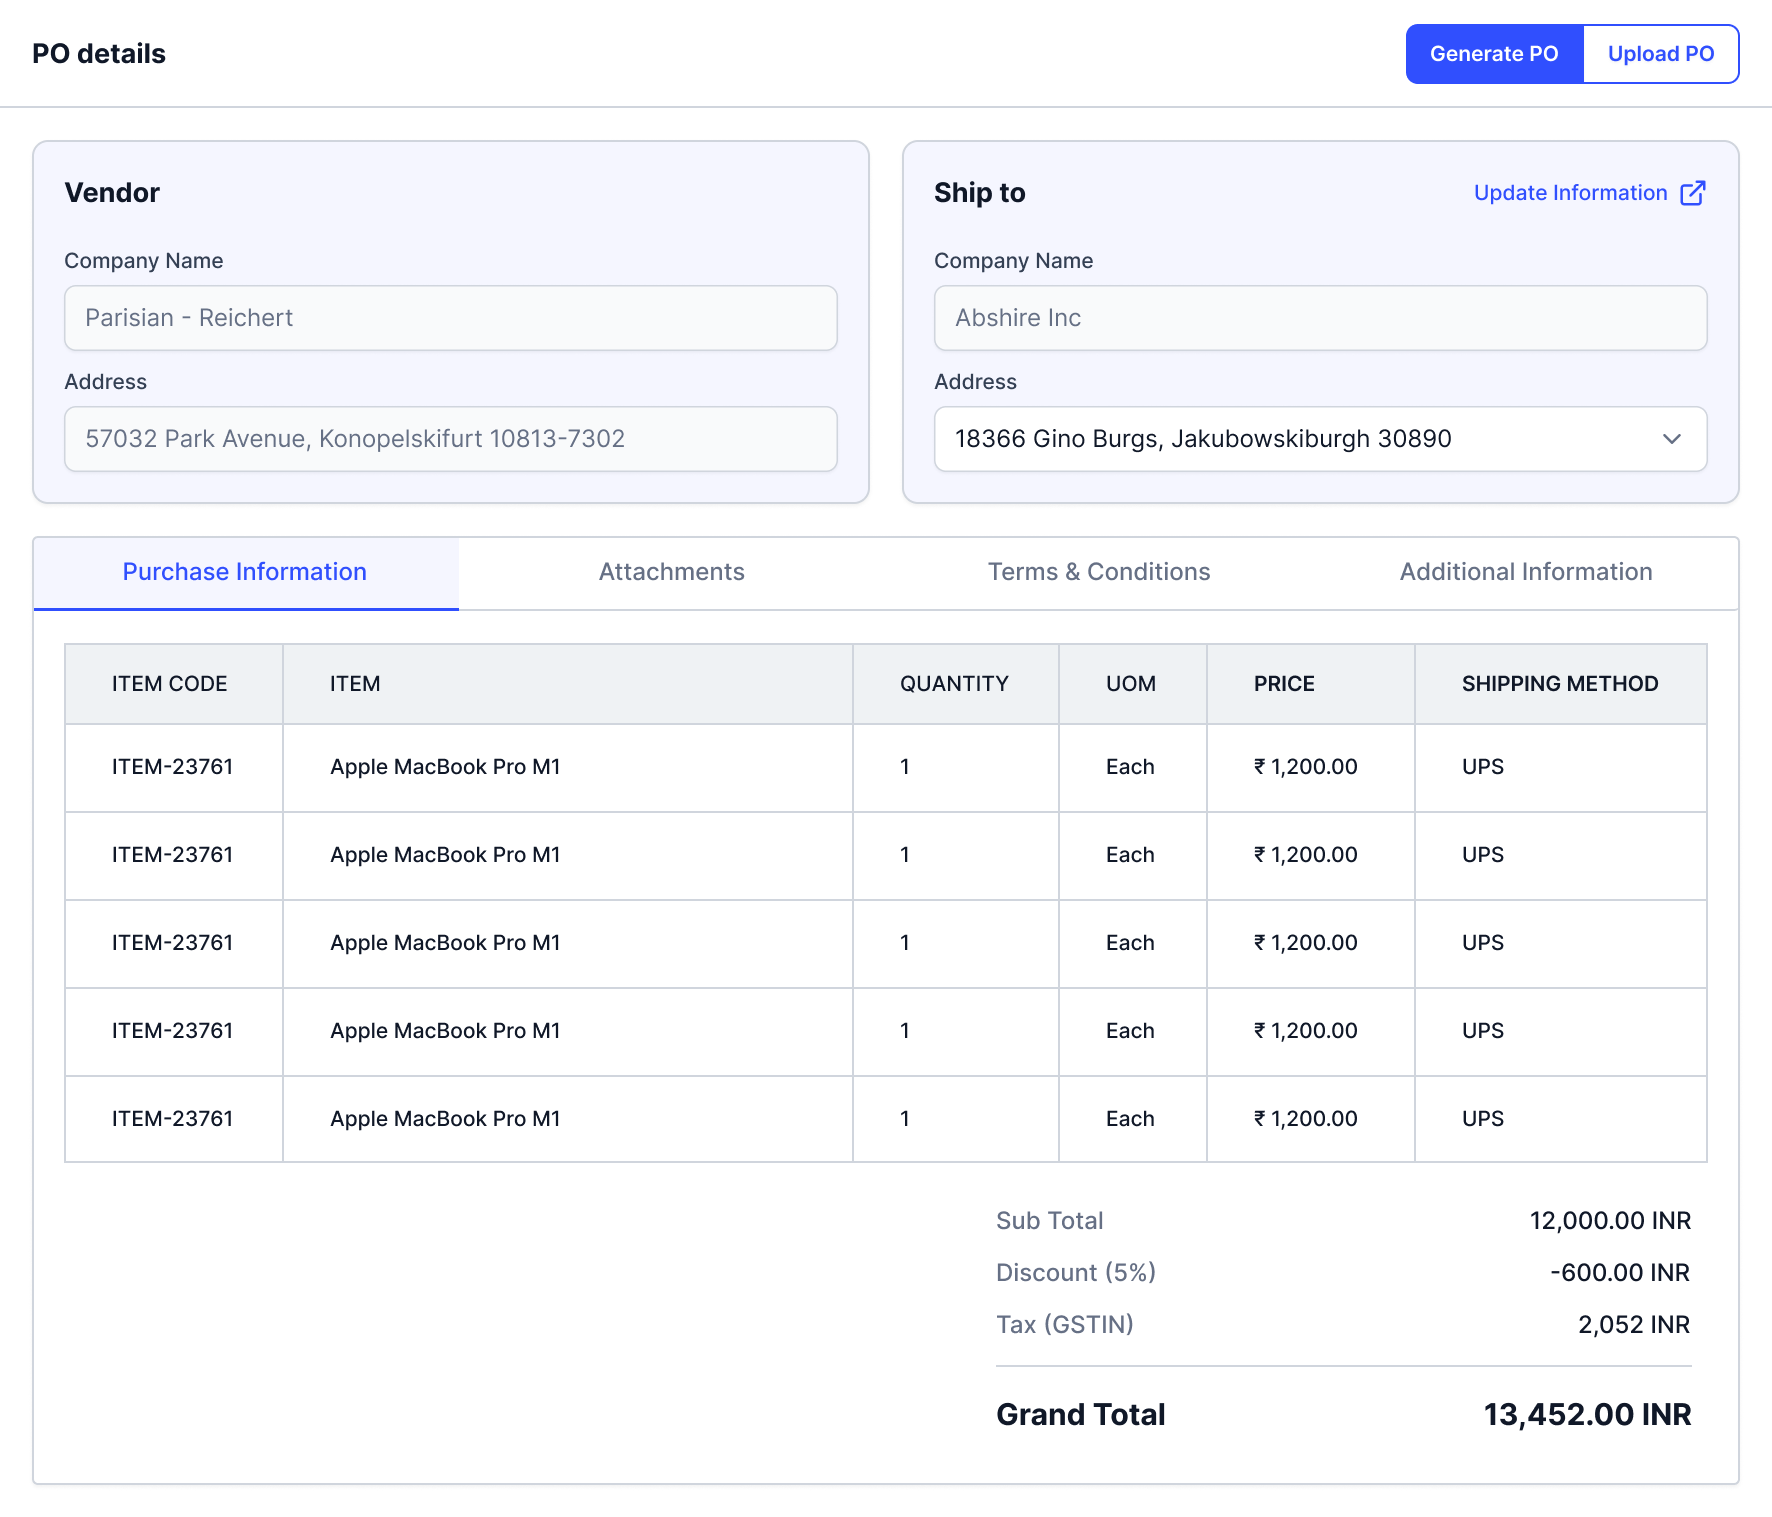 PO details
Generate PO
Upload PO
Vendor
Company Name
Parisian - Reichert
Address
57032 Park Avenue, Konopelskifurt 10813-7302
Ship to
Update Information
Company Name
Abshire Inc
Address
18366 Gino Burgs, Jakubowskiburgh 30890
Purchase Information
Attachments
Terms & Conditions
Additional Information
ITEM CODE ITEM QUANTITY UOM PRICE SHIPPING METHOD
ITEM-23761 Apple MacBook Pro M1 1 Each ₹ 1,200.00 UPS
ITEM-23761 Apple MacBook Pro M1 1 Each ₹ 1,200.00 UPS
ITEM-23761 Apple MacBook Pro M1 1 Each ₹ 1,200.00 UPS
ITEM-23761 Apple MacBook Pro M1 1 Each ₹ 1,200.00 UPS
ITEM-23761 Apple MacBook Pro M1 1 Each ₹ 1,200.00 UPS
Sub Total 12,000.00 INR
Discount (5%) -600.00 INR
Tax (GSTIN) 2,052 INR
Grand Total 13,452.00 INR